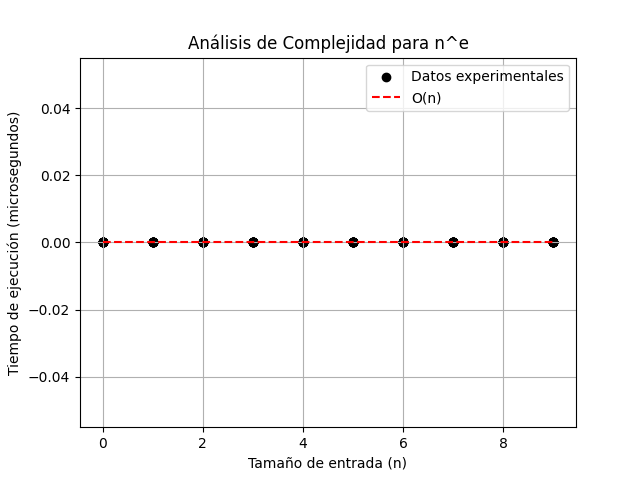 Análisis de Complejidad para n^e
Datos experimentales
O(n)
Tiempo de ejecución (microsegundos)
0.04
0.02
0.00
−0.02
−0.04
0 2 4 6 8
Tamaño de entrada (n)